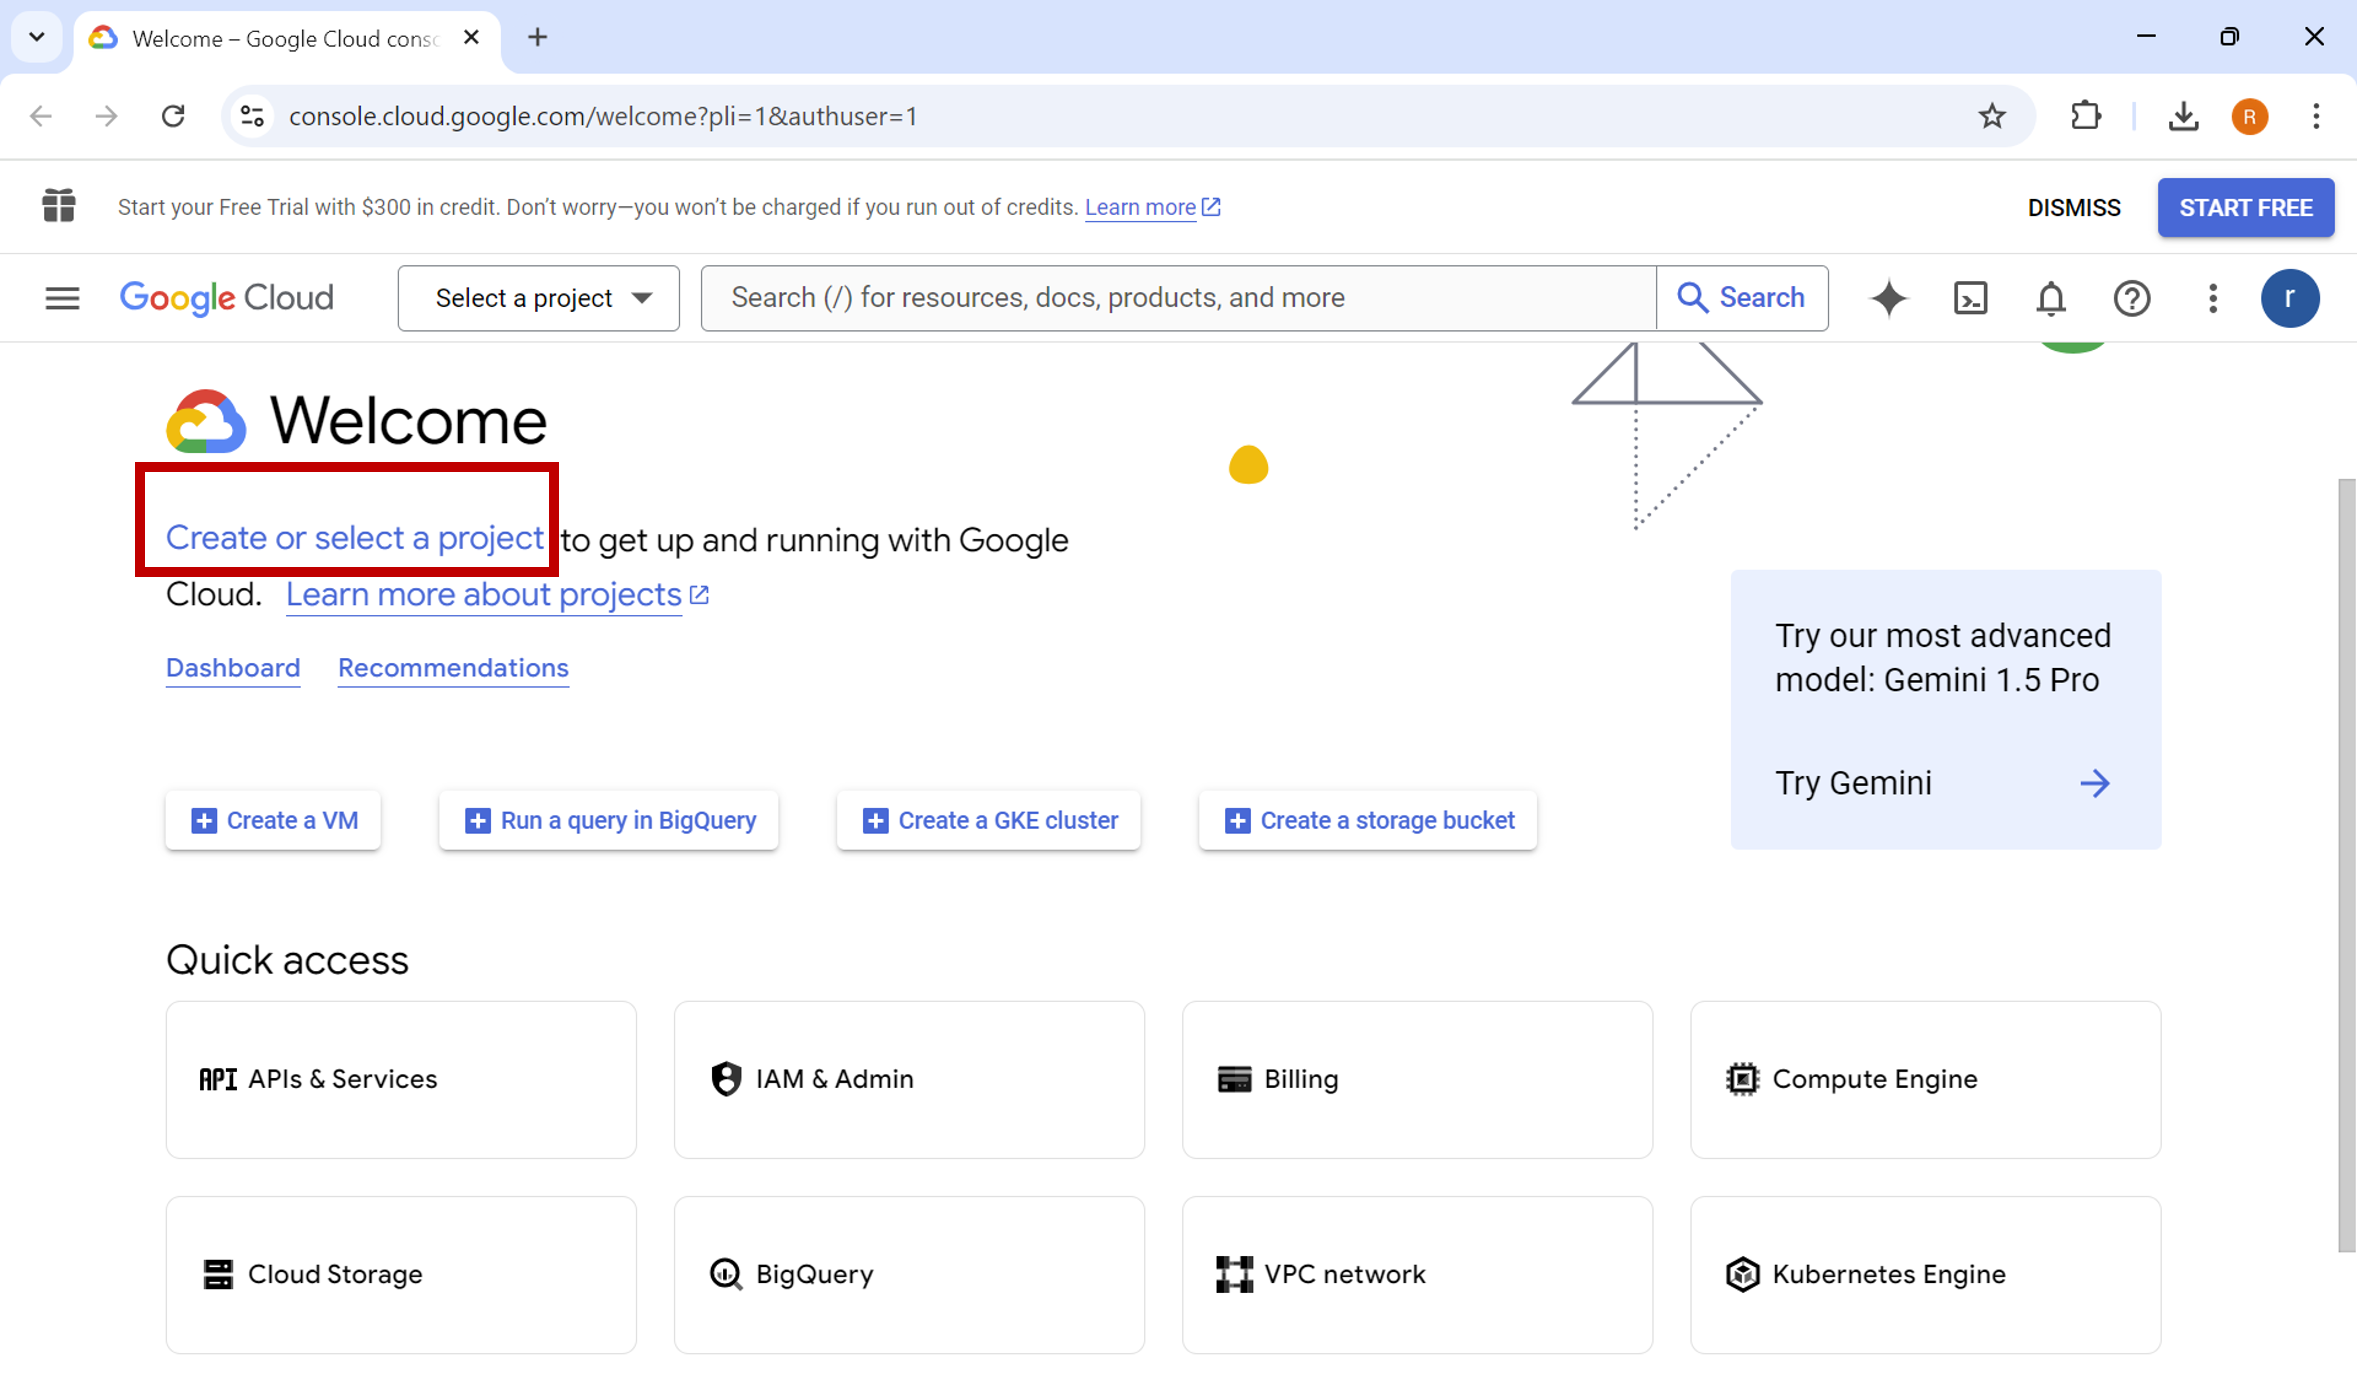 Welcome – Google Cloud cons
console.cloud.google.com/welcome?pli=1&authuser=1
R
Start your Free Trial with $300 in credit. Don’t worry—you won’t be charged if you run out of credits. Learn more
DISMISS
START FREE
Google Cloud
Select a project
Search (/) for resources, docs, products, and more
Search
r
Welcome
Create or select a project to get up and running with Google
Cloud. Learn more about projects
Dashboard
Recommendations
Try our most advanced
model: Gemini 1.5 Pro
Try Gemini
Create a VM
Run a query in BigQuery
Create a GKE cluster
Create a storage bucket
Quick access
API APIs & Services
IAM & Admin
Billing
Compute Engine
Cloud Storage
BigQuery
VPC network
Kubernetes Engine